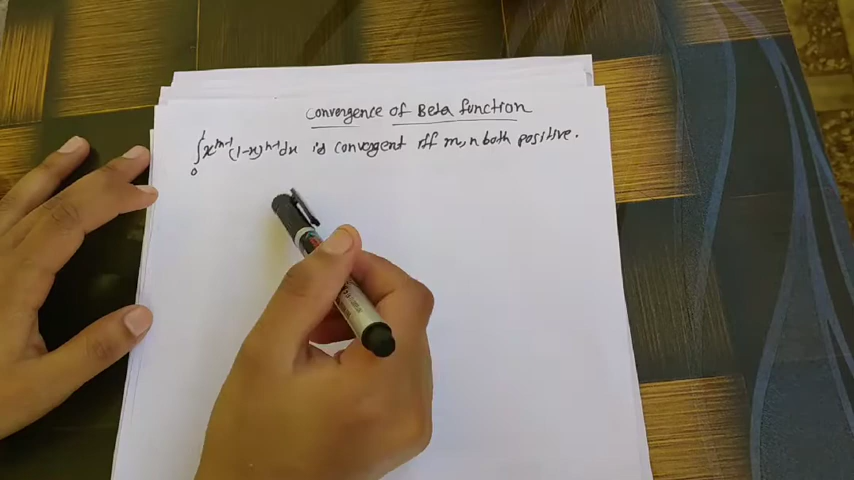 Convergence of Beta function
∫₀¹ x^{m-1} (1-x)^{n-1} dx is convergent iff m, n both positive.